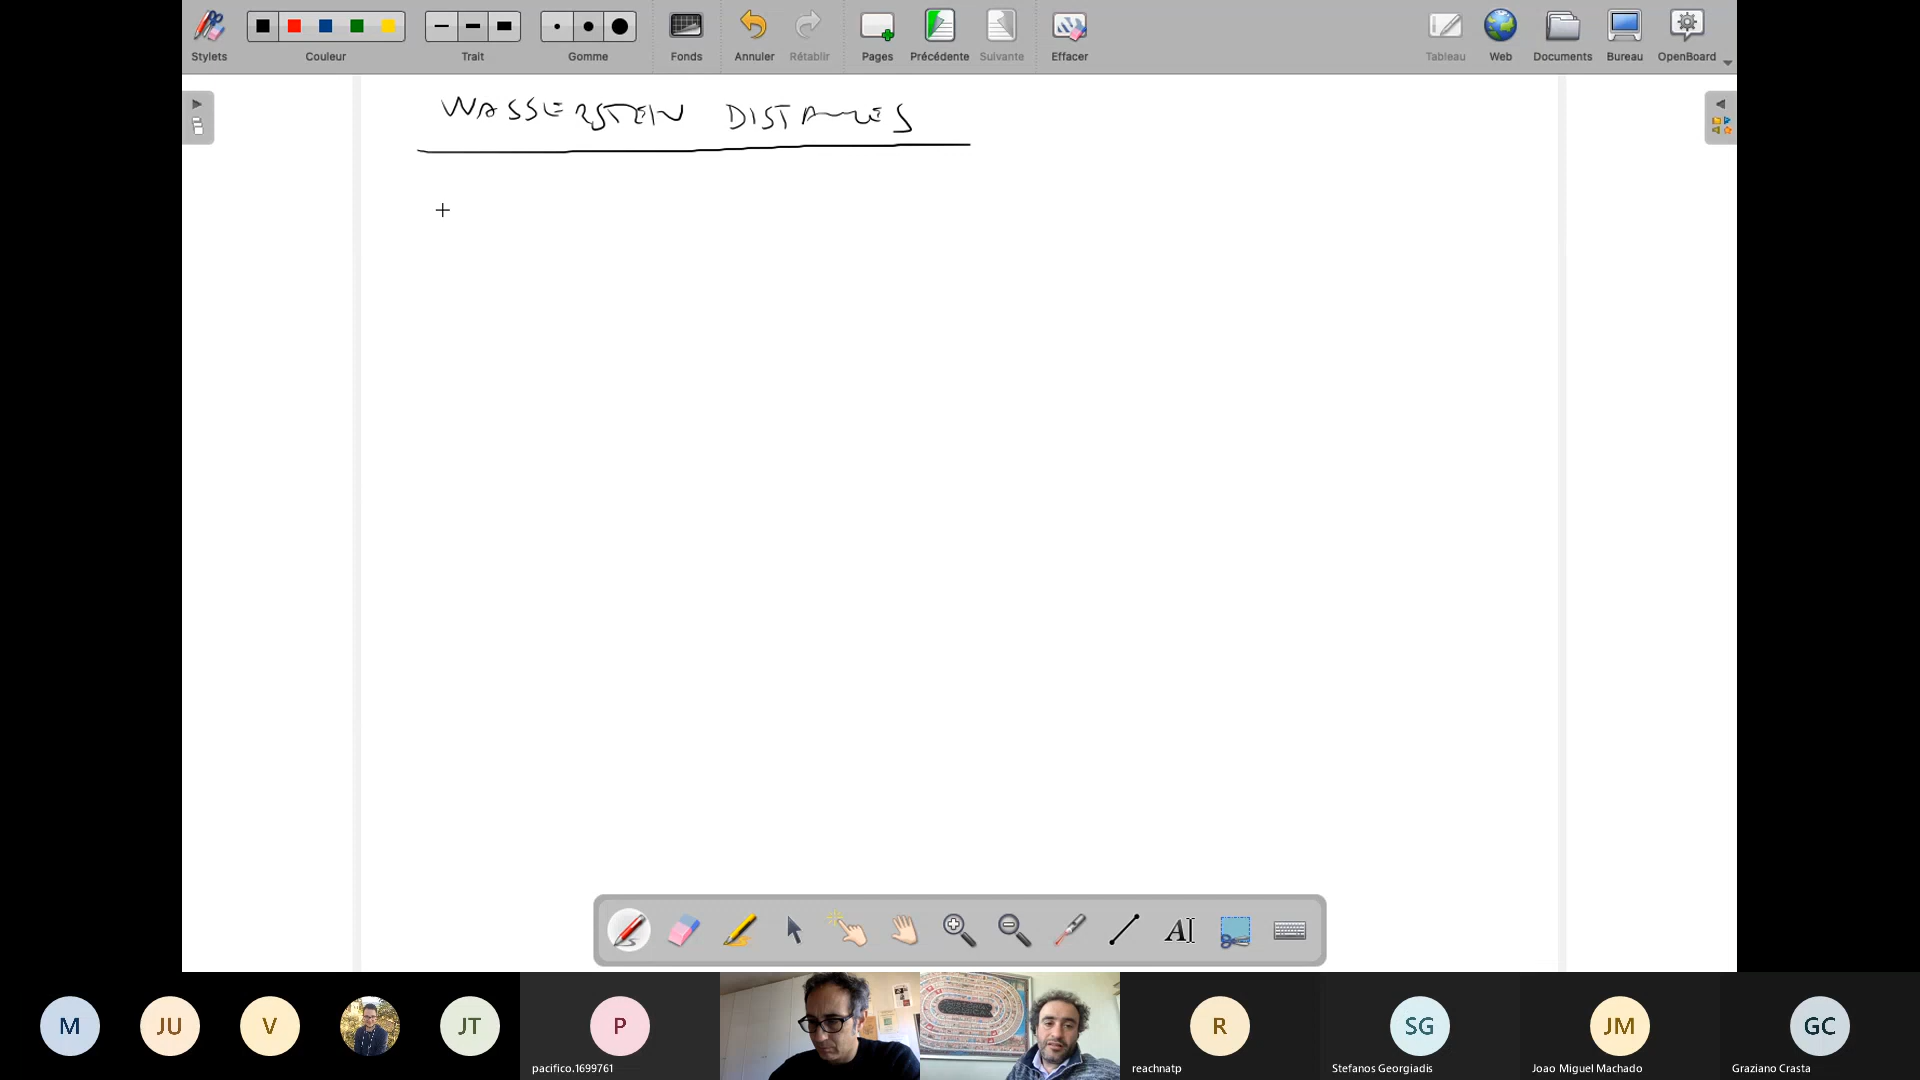 Stylets Couleur Trait Gomme Fonds Annuler Rétablir Pages Précédente Suivante Effacer Tableau Web Documents Bureau OpenBoard
WASSERSTEIN DISTANCES
AI
M JU V JT P R SG JM GC
pacifico.1699761 reachnatp Stefanos Georgiadis Joao Miguel Machado Graziano Crasta